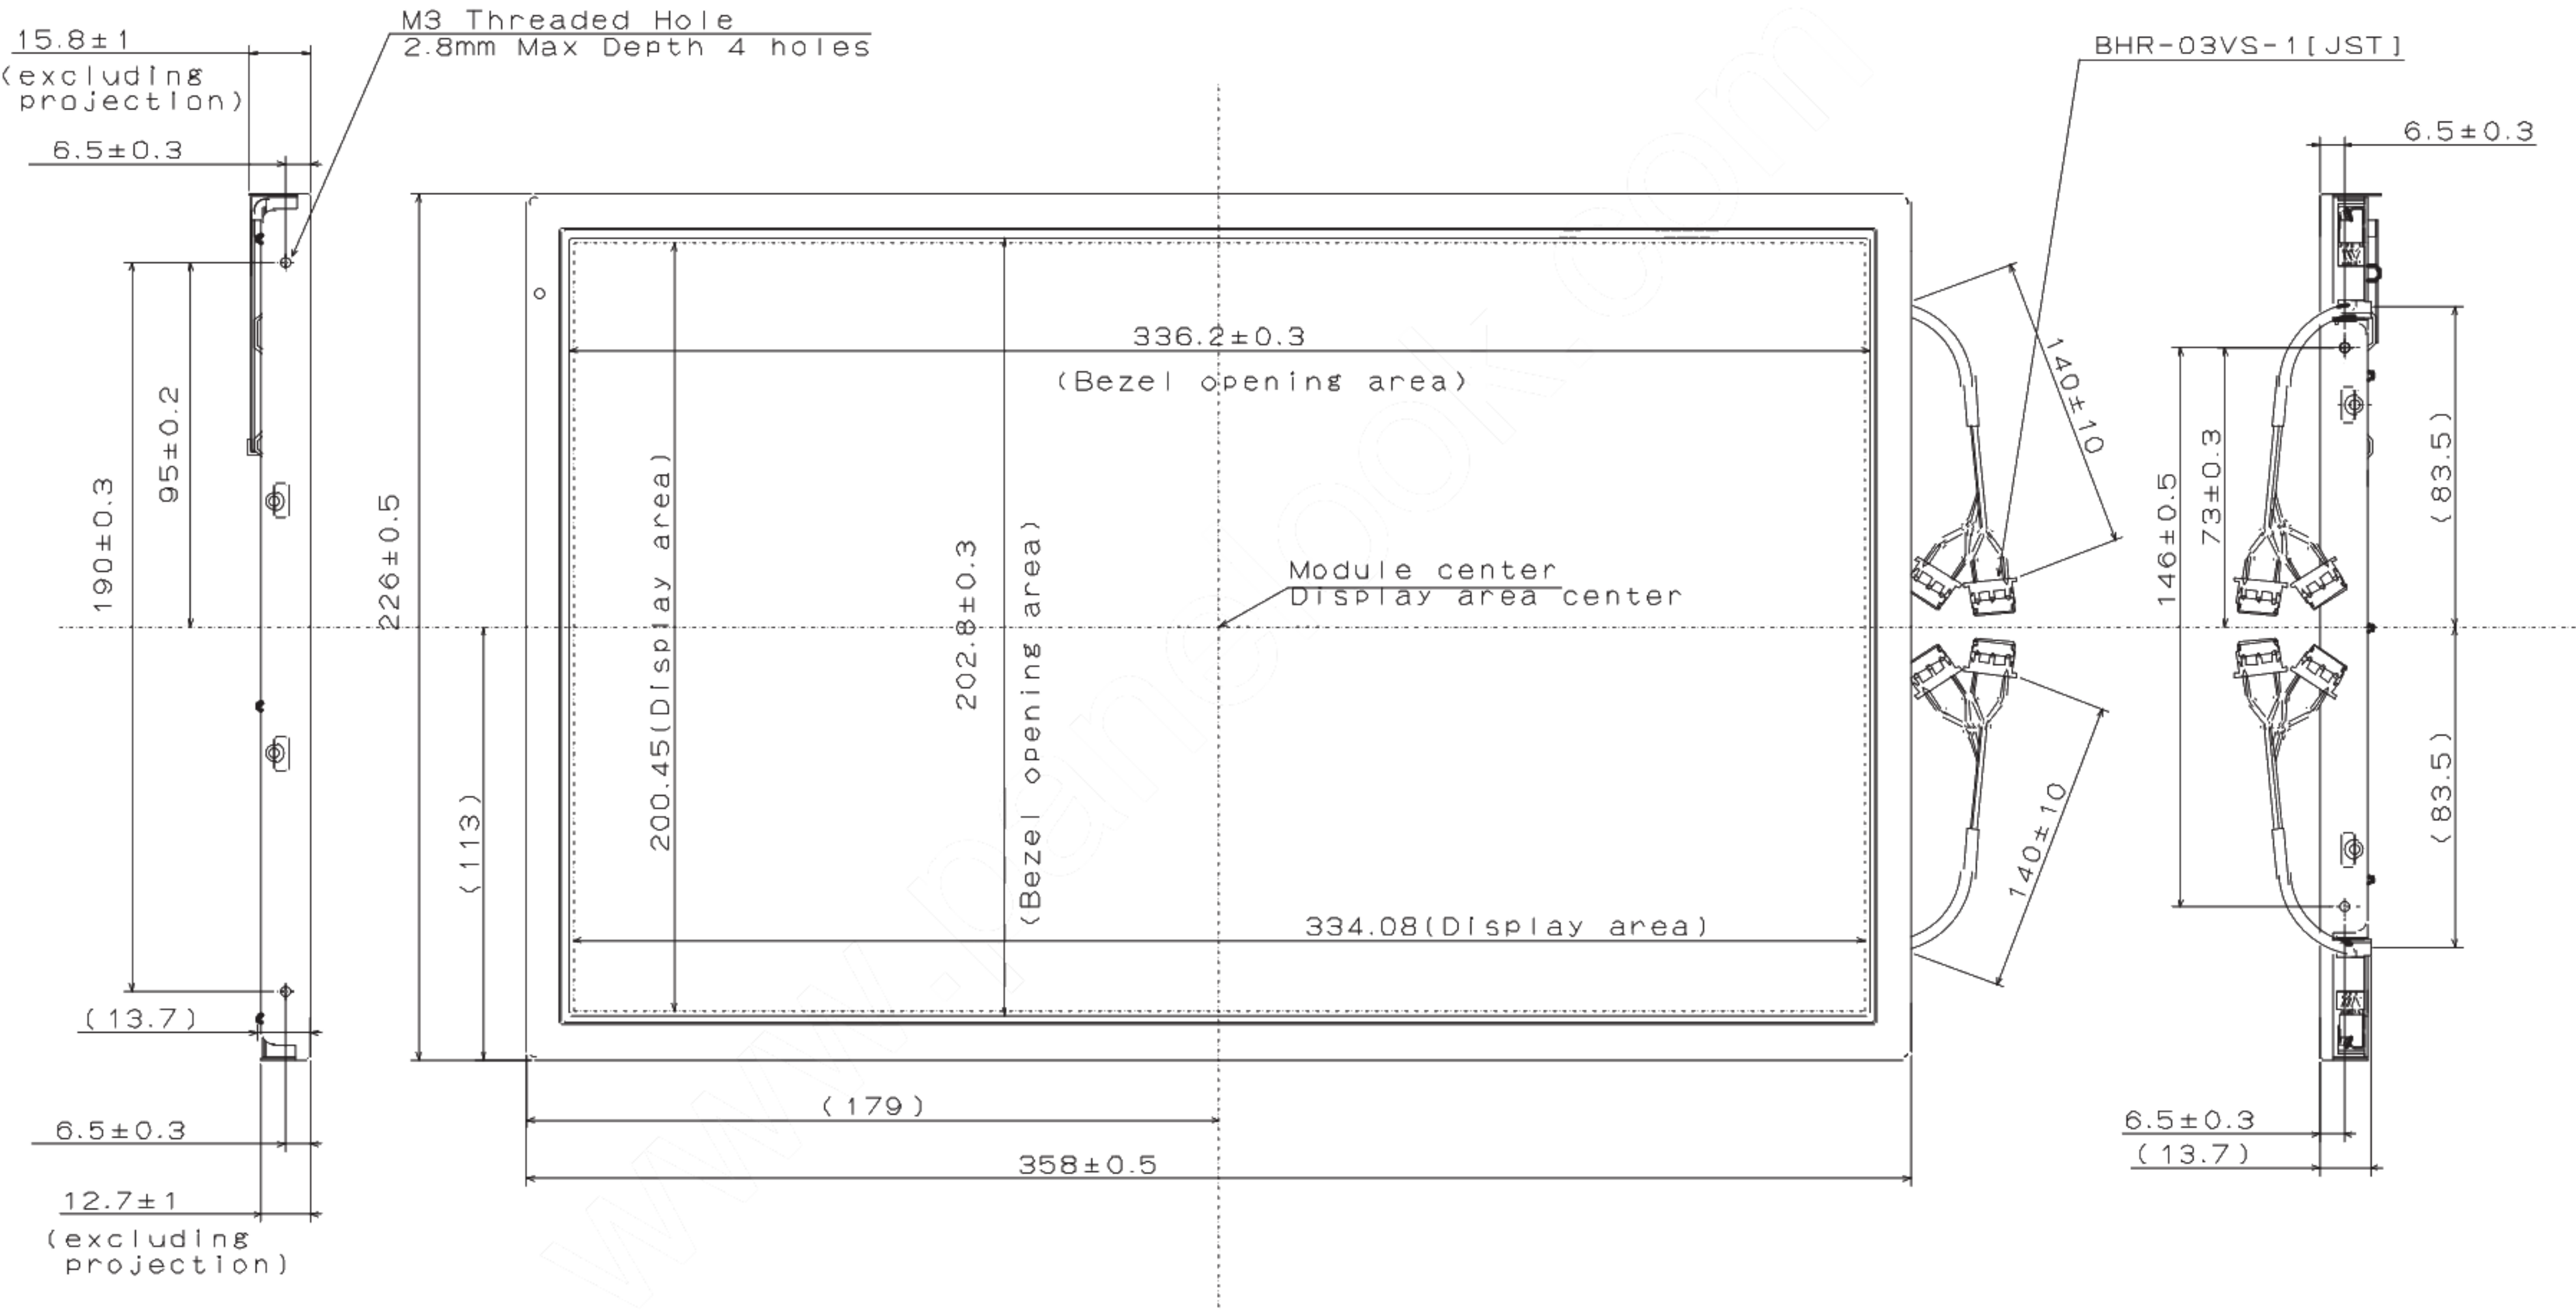 M3 Threaded Hole
2.8mm Max Depth 4 holes
15.8±1
(excluding
projection)
6.5±0.3
BHR-03VS-1[JST]
6.5±0.3
336.2±0.3
(Bezel opening area)
140±10
95±0.2
190±0.3
226±0.5
200.45(Display area)
202.8±0.3
(Bezel opening area)
Module center
Display area center
146±0.5
73±0.3
(83.5)
(83.5)
(113)
140±10
334.08(Display area)
(13.7)
(179)
6.5±0.3
358±0.5
6.5±0.3
(13.7)
12.7±1
(excluding
projection)
www.panelook.com